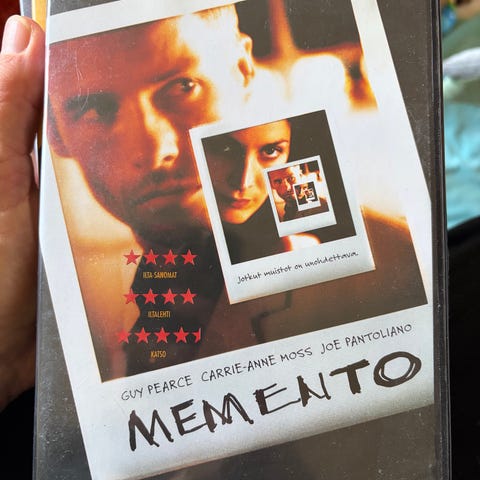 Jotkut muistot on unohdettava.
ILTA-SANOMAT
ILTALEHTI
KATSO
GUY PEARCE CARRIE-ANNE MOSS JOE PANTOLIANO
MEMENTO